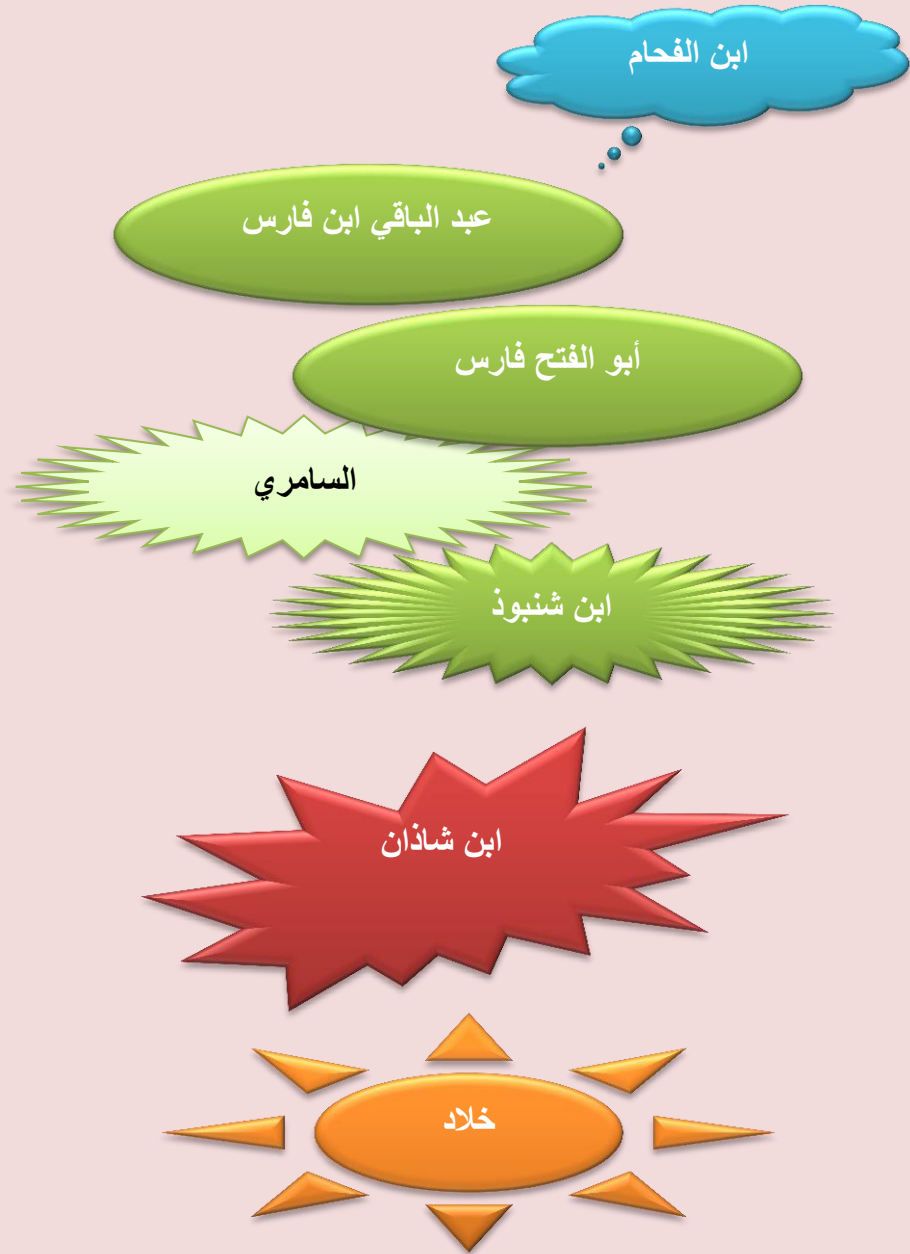 ابن الفحام
عبد الباقي ابن فارس
أبو الفتح فارس
السامري
ابن شنبوذ
ابن شاذان
خلاد